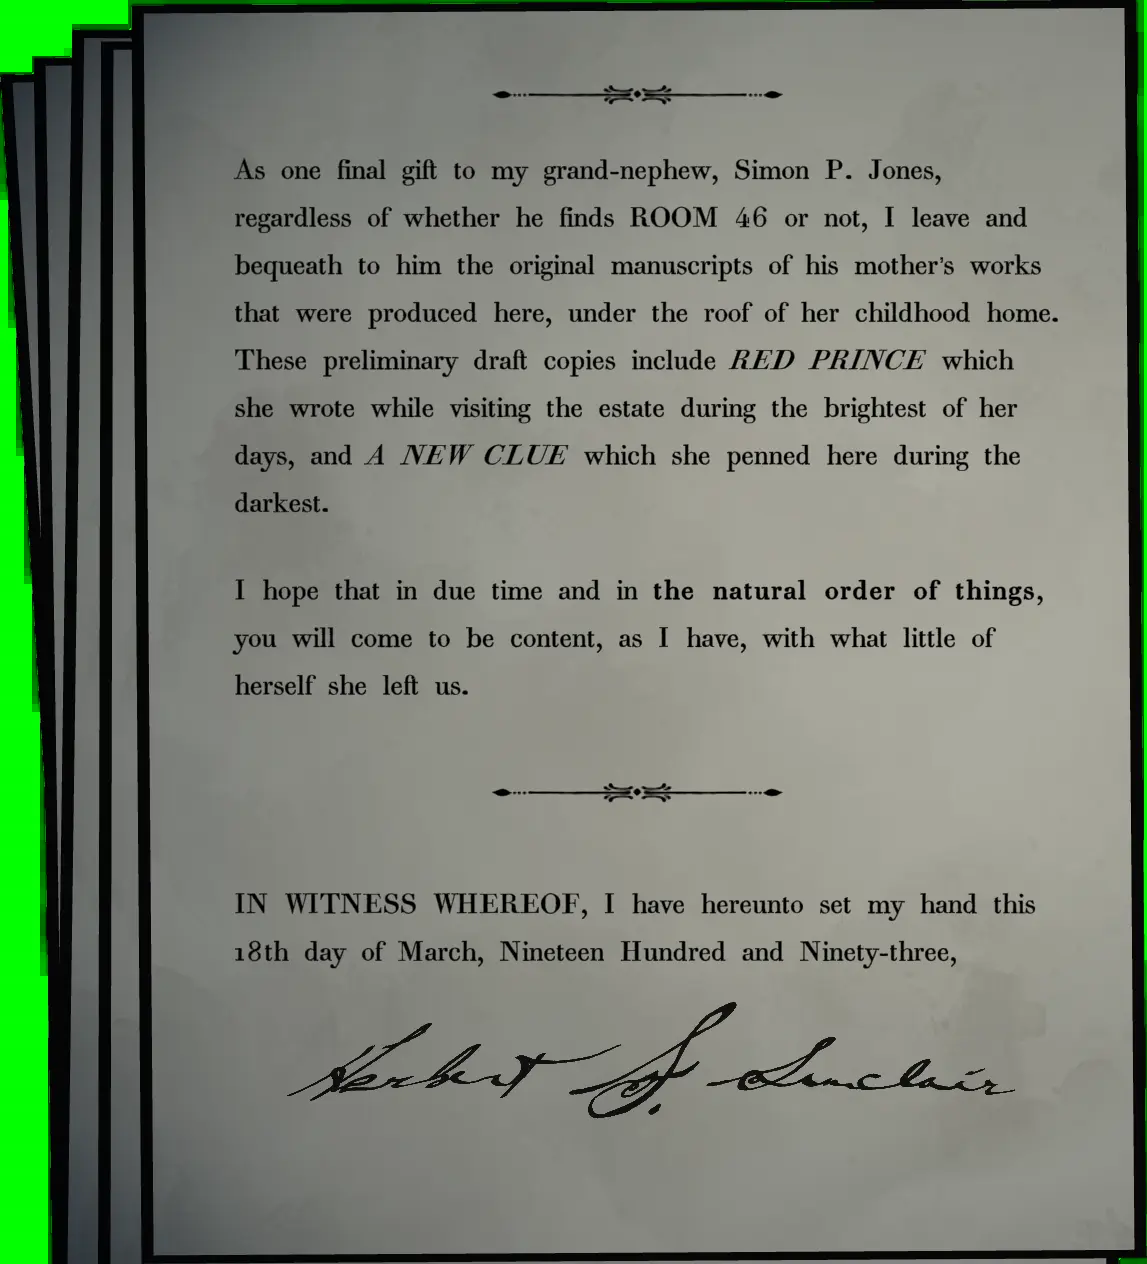 As one final gift to my grand-nephew, Simon P. Jones,
regardless of whether he finds ROOM 46 or not, I leave and
bequeath to him the original manuscripts of his mother's works
that were produced here, under the roof of her childhood home.
These preliminary draft copies include RED PRINCE which
she wrote while visiting the estate during the brightest of her
days, and A NEW CLUE which she penned here during the
darkest.
I hope that in due time and in the natural order of things,
you will come to be content, as I have, with what little of
herself she left us.
IN WITNESS WHEREOF, I have hereunto set my hand this
18th day of March, Nineteen Hundred and Ninety-three,
Herbert S. Sinclair